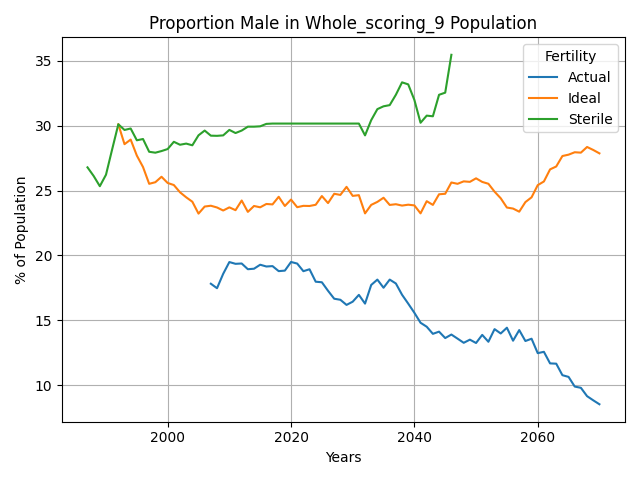 Proportion Male in Whole_scoring_9 Population
Fertility
Actual
Ideal
Sterile
% of Population
35
30
25
20
15
10
2000
2020
2040
2060
Years